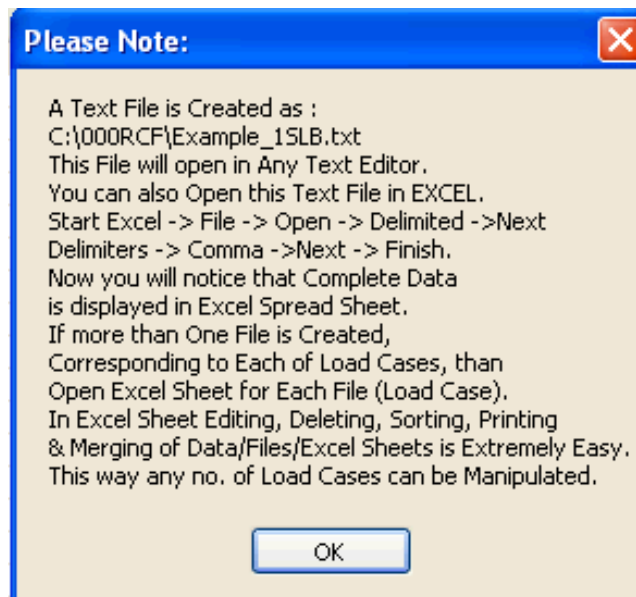 Please Note:
A Text File is Created as :
C:\000RCF\Example_1SLB.txt
This File will open in Any Text Editor.
You can also Open this Text File in EXCEL.
Start Excel -> File -> Open -> Delimited ->Next
Delimiters -> Comma ->Next -> Finish.
Now you will notice that Complete Data
is displayed in Excel Spread Sheet.
If more than One File is Created,
Corresponding to Each of Load Cases, than
Open Excel Sheet for Each File (Load Case).
In Excel Sheet Editing, Deleting, Sorting, Printing
& Merging of Data/Files/Excel Sheets is Extremely Easy.
This way any no. of Load Cases can be Manipulated.
OK